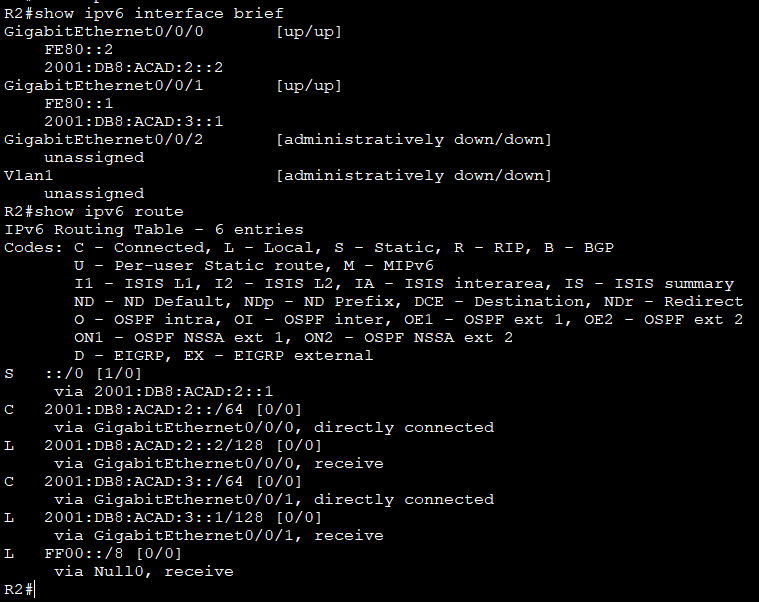 R2#show ipv6 interface brief
GigabitEthernet0/0/0       [up/up]
    FE80::2
    2001:DB8:ACAD:2::2
GigabitEthernet0/0/1       [up/up]
    FE80::1
    2001:DB8:ACAD:3::1
GigabitEthernet0/0/2       [administratively down/down]
    unassigned
Vlan1                      [administratively down/down]
    unassigned
R2#show ipv6 route
IPv6 Routing Table - 6 entries
Codes: C - Connected, L - Local, S - Static, R - RIP, B - BGP
       U - Per-user Static route, M - MIPv6
       I1 - ISIS L1, I2 - ISIS L2, IA - ISIS interarea, IS - ISIS summary
       ND - ND Default, NDp - ND Prefix, DCE - Destination, NDr - Redirect
       O - OSPF intra, OI - OSPF inter, OE1 - OSPF ext 1, OE2 - OSPF ext 2
       ON1 - OSPF NSSA ext 1, ON2 - OSPF NSSA ext 2
       D - EIGRP, EX - EIGRP external
S   ::/0 [1/0]
     via 2001:DB8:ACAD:2::1
C   2001:DB8:ACAD:2::/64 [0/0]
     via GigabitEthernet0/0/0, directly connected
L   2001:DB8:ACAD:2::2/128 [0/0]
     via GigabitEthernet0/0/0, receive
C   2001:DB8:ACAD:3::/64 [0/0]
     via GigabitEthernet0/0/1, directly connected
L   2001:DB8:ACAD:3::1/128 [0/0]
     via GigabitEthernet0/0/1, receive
L   FF00::/8 [0/0]
     via Null0, receive
R2#